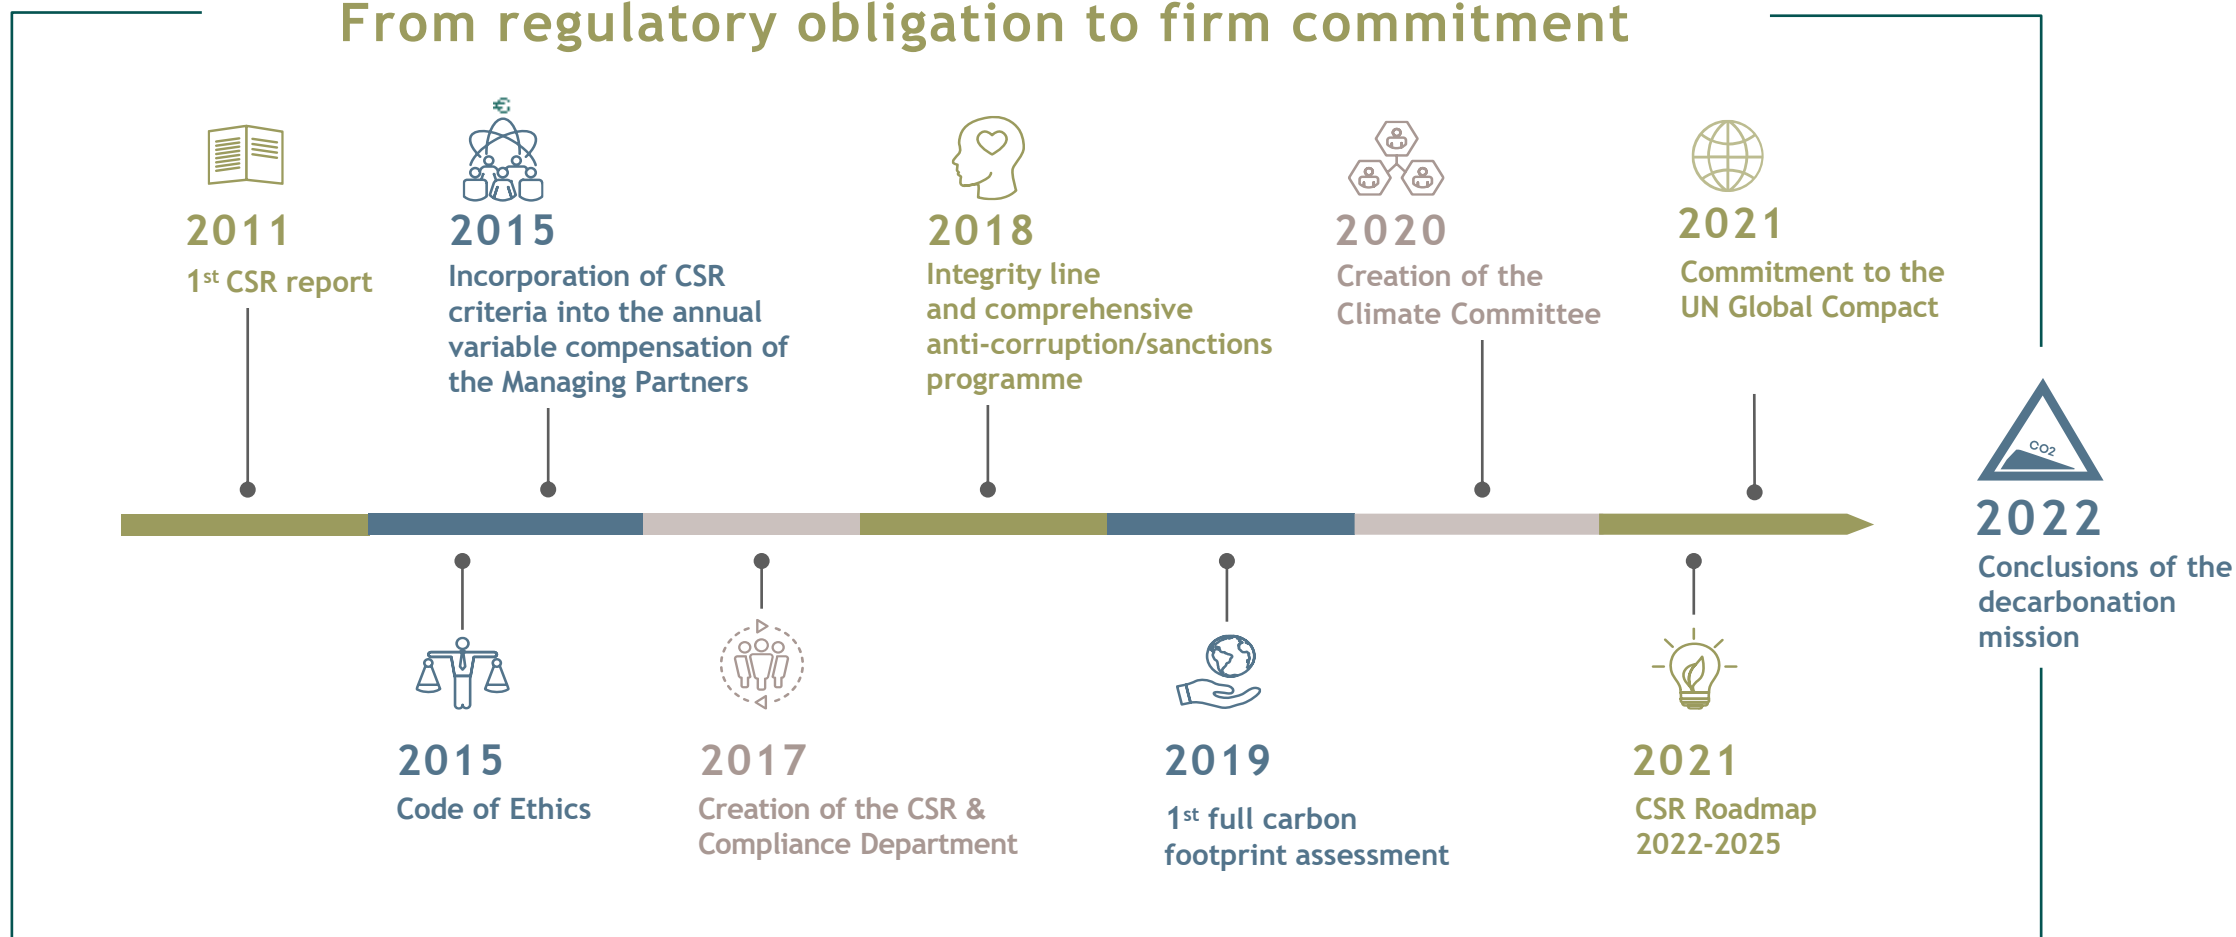 From regulatory obligation to firm commitment
€
2011
1st CSR report
2015
Incorporation of CSR
criteria into the annual
variable compensation of
the Managing Partners
2018
Integrity line
and comprehensive
anti-corruption/sanctions
programme
2020
Creation of the
Climate Committee
2021
Commitment to the
UN Global Compact
CO2
2022
Conclusions of the
decarbonation
mission
2015
Code of Ethics
2017
Creation of the CSR &
Compliance Department
2019
1st full carbon
footprint assessment
2021
CSR Roadmap
2022-2025